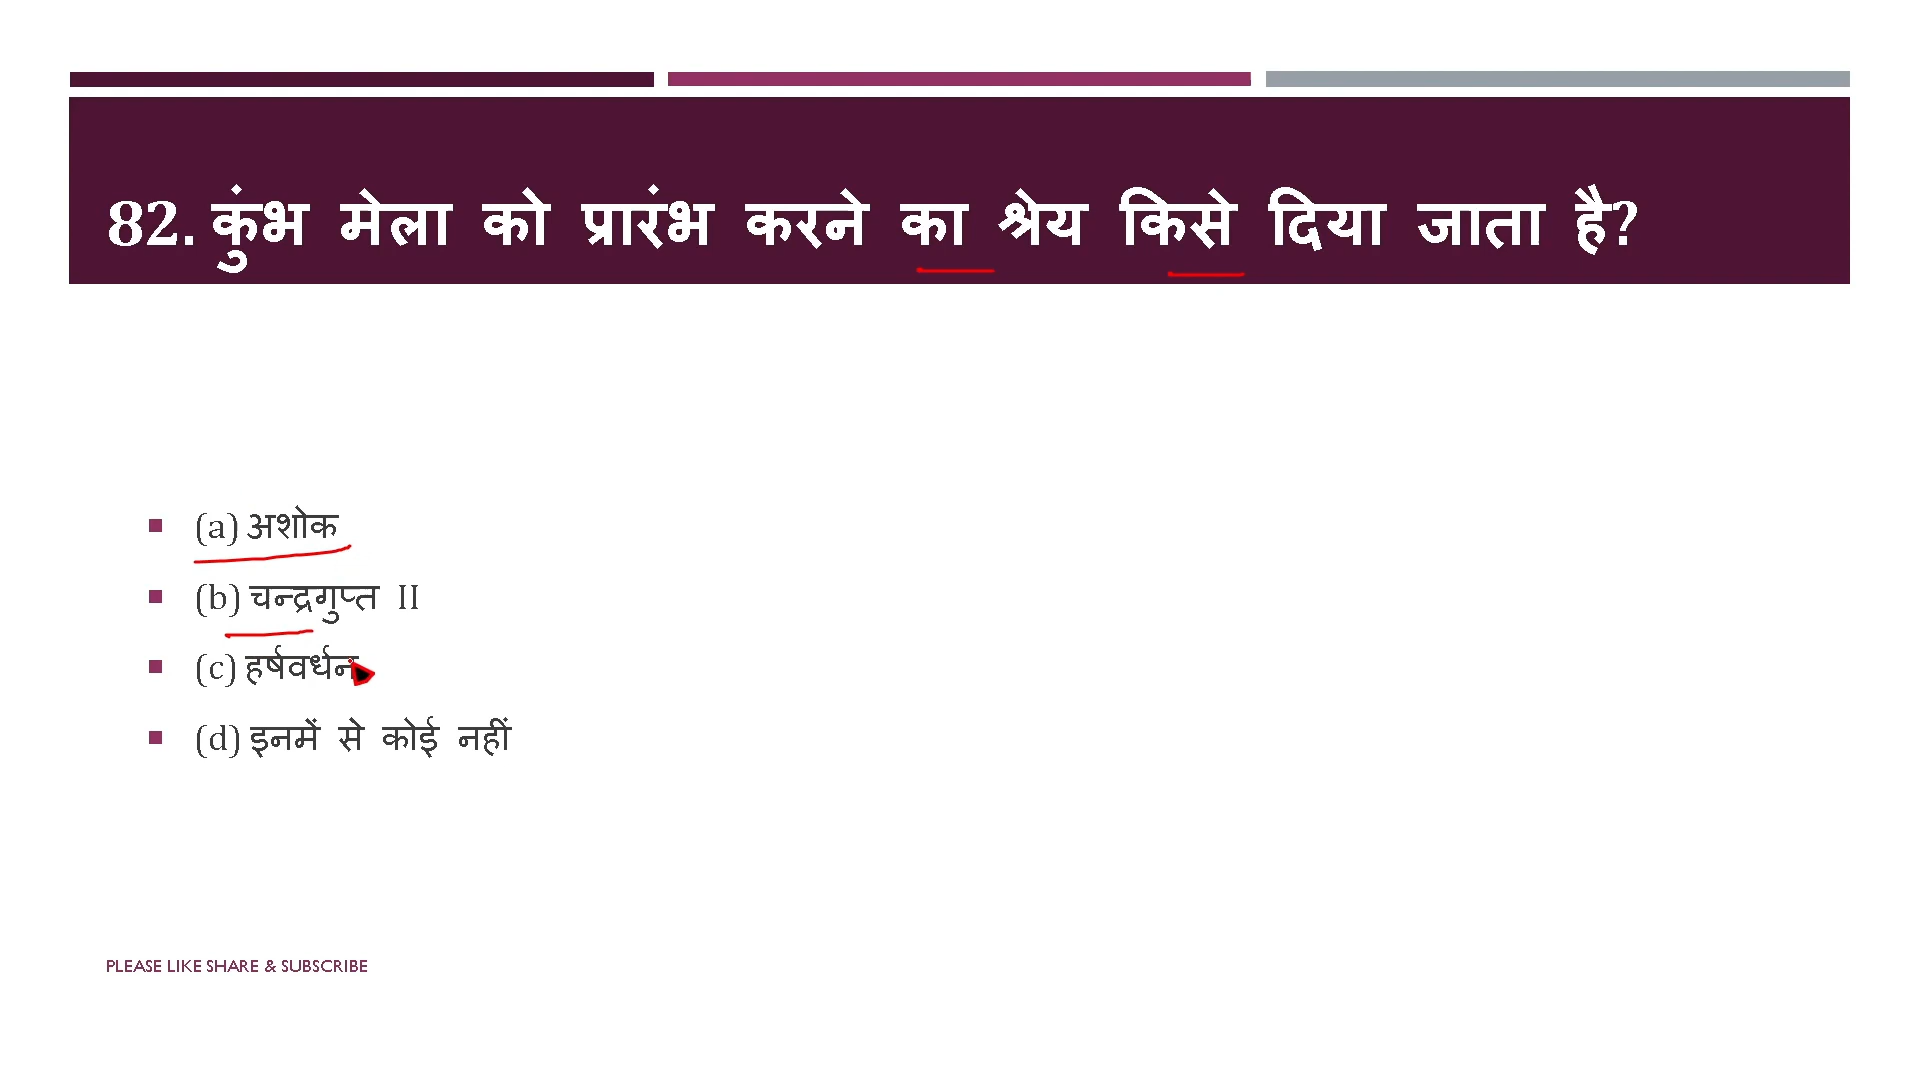 82. कुंभ मेला को प्रारंभ करने का श्रेय किसे दिया जाता है?
(a) अशोक
(b) चन्द्रगुप्त II
(c) हर्षवर्धन
(d) इनमें से कोई नहीं
PLEASE LIKE SHARE & SUBSCRIBE